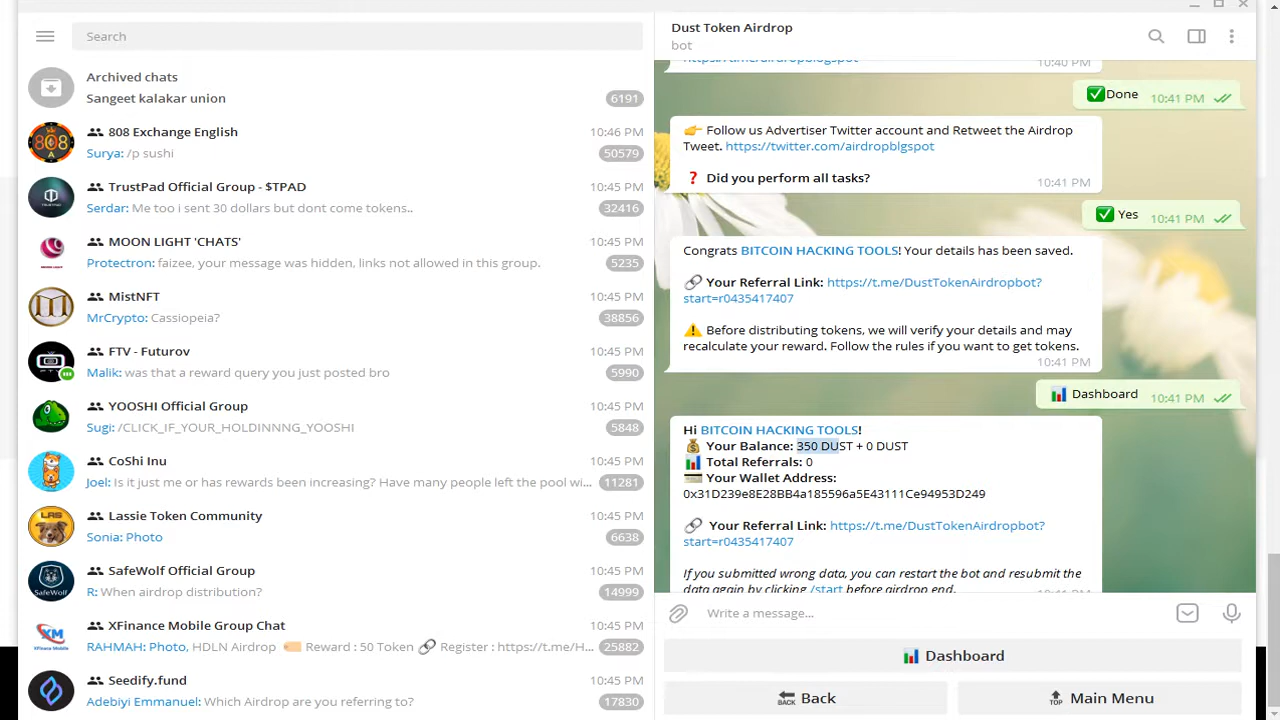 Search
Archived chats
Sangeet kalakar union
6191
808 Exchange English
10:46 PM
Surya: /p sushi
50579
TrustPad Official Group - $TPAD
10:45 PM
Serdar: Me too i sent 30 dollars but dont come tokens..
32416
MOON LIGHT 'CHATS'
10:45 PM
Protectron: faizee, your message was hidden, links not allowed in this group.
5235
MistNFT
10:45 PM
MrCrypto: Cassiopeia?
38856
FTV - Futurov
10:45 PM
Malik: was that a reward query you just posted bro
5990
YOOSHI Official Group
10:45 PM
Sugi: /CLICK_IF_YOUR_HOLDINNNG_YOOSHI
5848
CoShi Inu
10:45 PM
Joel: Is it just me or has rewards been increasing? Have many people left the pool wi...
11281
Lassie Token Community
10:45 PM
Sonia: Photo
6638
SafeWolf Official Group
10:45 PM
R: When airdrop distribution?
14999
XFinance Mobile Group Chat
10:45 PM
RAHMAH: Photo, HDLN Airdrop 🎫 Reward : 50 Token 🔗 Register : https://t.me/H...
25882
Seedify.fund
10:45 PM
Adebiyi Emmanuel: Which Airdrop are you referring to?
17830
Dust Token Airdrop
bot
10:40 PM
✅Done 10:41 PM
👉 Follow us Advertiser Twitter account and Retweet the Airdrop
Tweet. https://twitter.com/airdropblgspot
❓ Did you perform all tasks?
10:41 PM
✅ Yes 10:41 PM
Congrats BITCOIN HACKING TOOLS! Your details has been saved.
🔗 Your Referral Link: https://t.me/DustTokenAirdropbot?
start=r0435417407
⚠️ Before distributing tokens, we will verify your details and may
recalculate your reward. Follow the rules if you want to get tokens.
10:41 PM
📊 Dashboard 10:41 PM
Hi BITCOIN HACKING TOOLS!
💰 Your Balance: 350 DUST + 0 DUST
📊 Total Referrals: 0
💳 Your Wallet Address:
0x31D239e8E28BB4a185596a5E43111Ce94953D249
🔗 Your Referral Link: https://t.me/DustTokenAirdropbot?
start=r0435417407
If you submitted wrong data, you can restart the bot and resubmit the
data again by clicking /start before airdrop end.
Write a message...
📊 Dashboard
🔙 Back
🔝 Main Menu